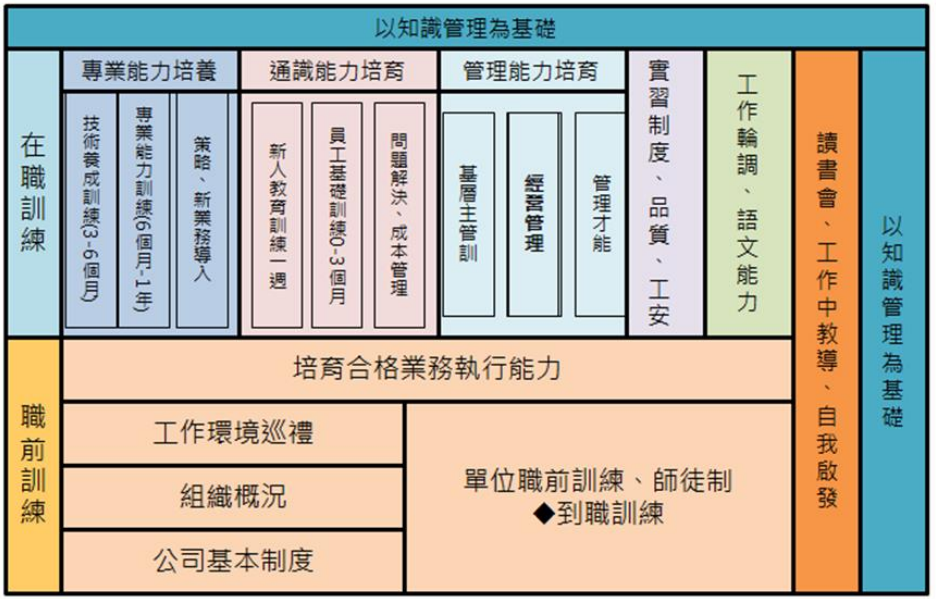 以知識管理為基礎
在職訓練
專業能力培養
技術養成訓練(3-6個月)
專業能力訓練(6個月-1年)
策略、新業務導入
通識能力培育
新人教育訓練一週
員工基礎訓練0-3個月
問題解決、成本管理
管理能力培育
基層主管訓
經營管理
管理才能
實習制度、品質、工安
工作輪調、語文能力
讀書會、工作中教導、自我啟發
以知識管理為基礎
職前訓練
培育合格業務執行能力
工作環境巡禮
組織概況
公司基本制度
單位職前訓練、師徒制
◆到職訓練